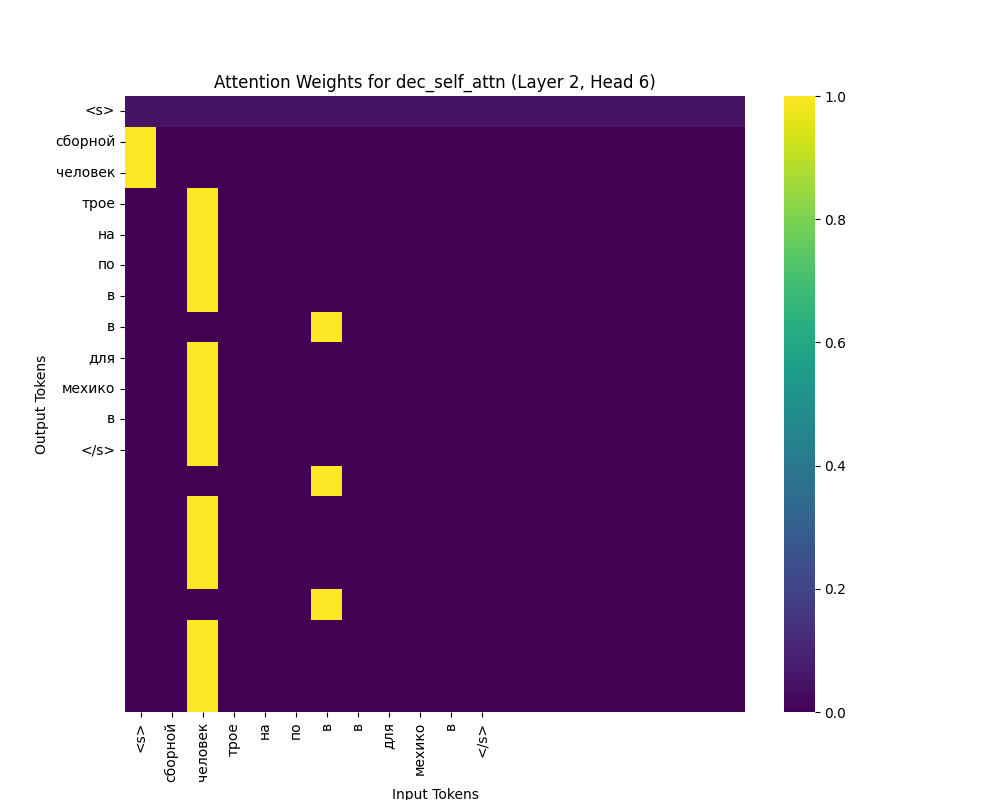 Attention Weights for dec_self_attn (Layer 2, Head 6)
<s>
сборной
человек
трое
на
по
в
в
для
мехико
в
</s>
Output Tokens
<s>
сборной
человек
трое
на
по
в
в
для
мехико
в
</s>
Input Tokens
1.0
0.8
0.6
0.4
0.2
0.0